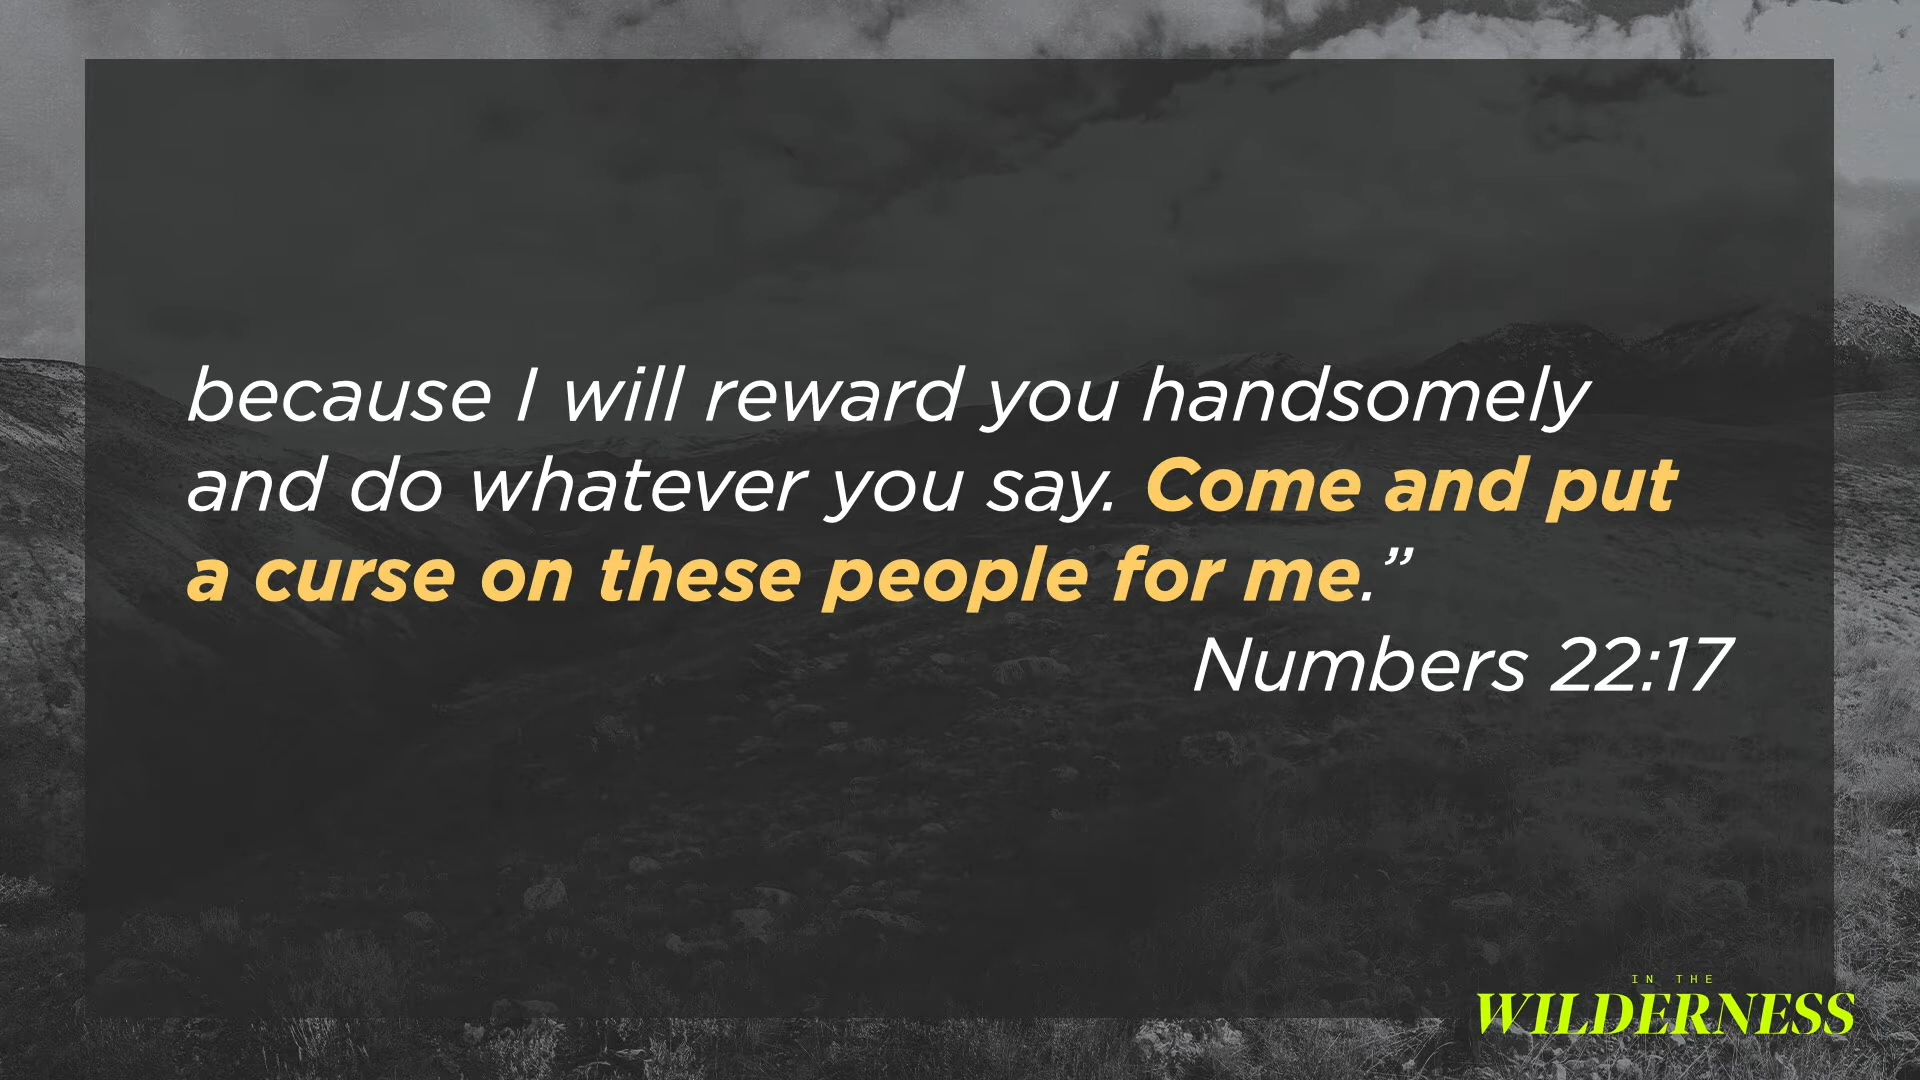 because I will reward you handsomely
and do whatever you say. Come and put
a curse on these people for me.”
Numbers 22:17
IN THE
WILDERNESS